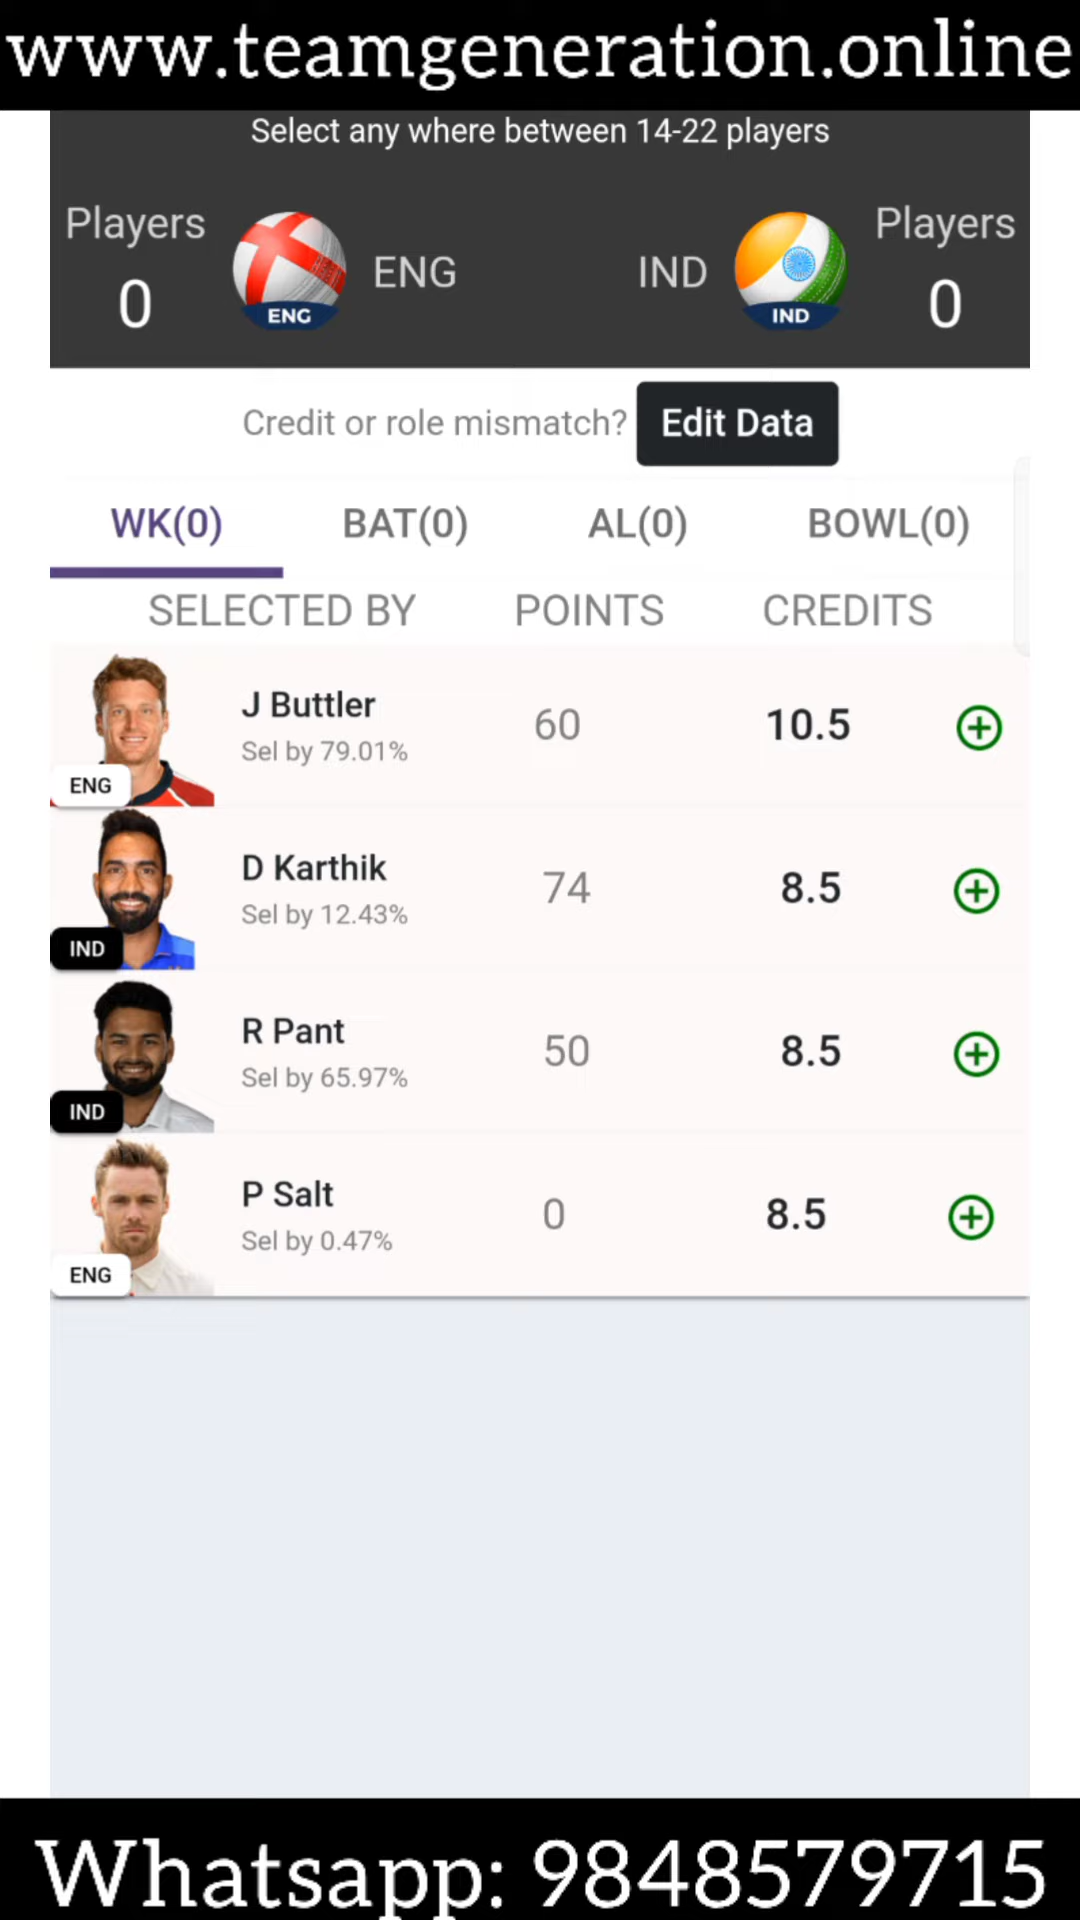 www.teamgeneration.online
Select any where between 14-22 players
Players
0
ENG
ENG
IND
IND
Players
0
Credit or role mismatch? Edit Data
WK(0) BAT(0) AL(0) BOWL(0)
SELECTED BY POINTS CREDITS
J Buttler
Sel by 79.01%
60 10.5
ENG
D Karthik
Sel by 12.43%
74 8.5
IND
R Pant
Sel by 65.97%
50 8.5
IND
P Salt
Sel by 0.47%
0 8.5
ENG
Whatsapp: 9848579715